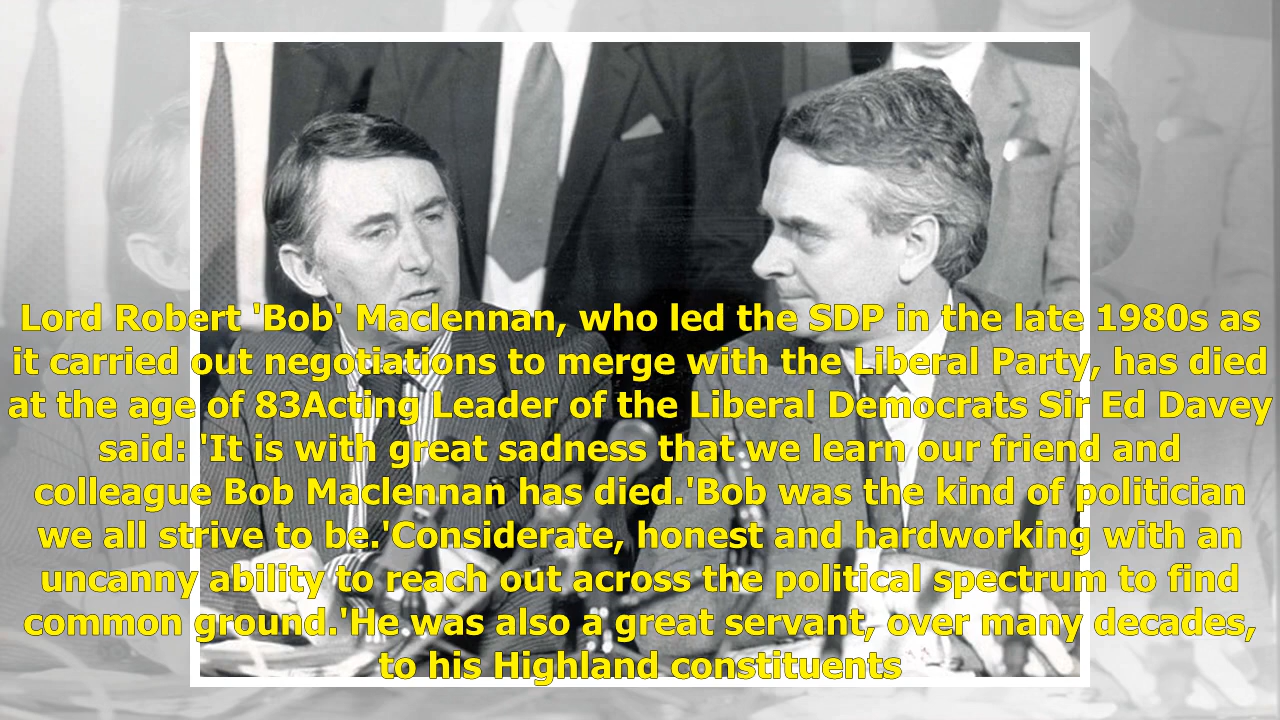 Lord Robert 'Bob' Maclennan, who led the SDP in the late 1980s as
it carried out negotiations to merge with the Liberal Party, has died
at the age of 83Acting Leader of the Liberal Democrats Sir Ed Davey
said: 'It is with great sadness that we learn our friend and
colleague Bob Maclennan has died.'Bob was the kind of politician
we all strive to be.'Considerate, honest and hardworking with an
uncanny ability to reach out across the political spectrum to find
common ground.'He was also a great servant, over many decades,
to his Highland constituents